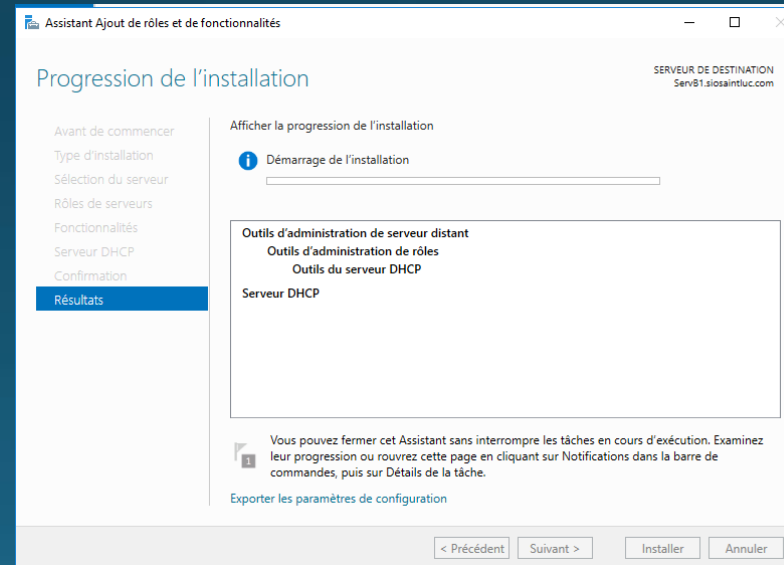 Assistant Ajout de rôles et de fonctionnalités
Progression de l'installation
SERVEUR DE DESTINATION
ServB1.siosaintluc.com
Avant de commencer
Type d'installation
Sélection du serveur
Rôles de serveurs
Fonctionnalités
Serveur DHCP
Confirmation
Résultats
Afficher la progression de l'installation
Démarrage de l'installation
Outils d'administration de serveur distant
Outils d'administration de rôles
Outils du serveur DHCP
Serveur DHCP
1
Vous pouvez fermer cet Assistant sans interrompre les tâches en cours d'exécution. Examinez
leur progression ou rouvrez cette page en cliquant sur Notifications dans la barre de
commandes, puis sur Détails de la tâche.
Exporter les paramètres de configuration
< Précédent
Suivant >
Installer
Annuler